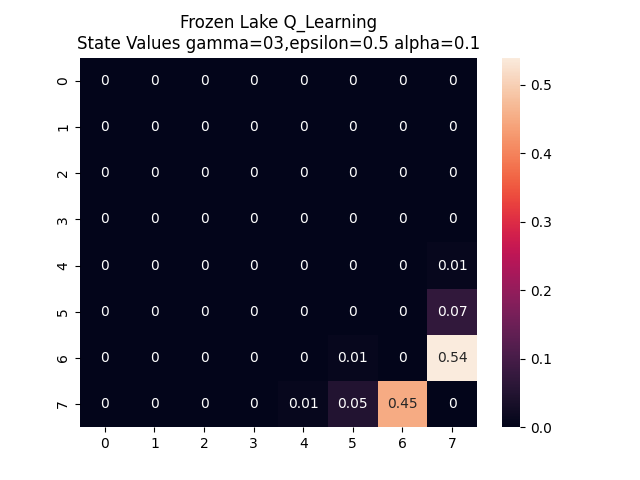 Frozen Lake Q_Learning
State Values gamma=03,epsilon=0.5 alpha=0.1
0 0 0 0 0 0 0 0 0
1 0 0 0 0 0 0 0 0
2 0 0 0 0 0 0 0 0
3 0 0 0 0 0 0 0 0
4 0 0 0 0 0 0 0 0.01
5 0 0 0 0 0 0 0 0.07
6 0 0 0 0 0 0.01 0 0.54
7 0 0 0 0 0.01 0.05 0.45 0
0 1 2 3 4 5 6 7
0.5
0.4
0.3
0.2
0.1
0.0